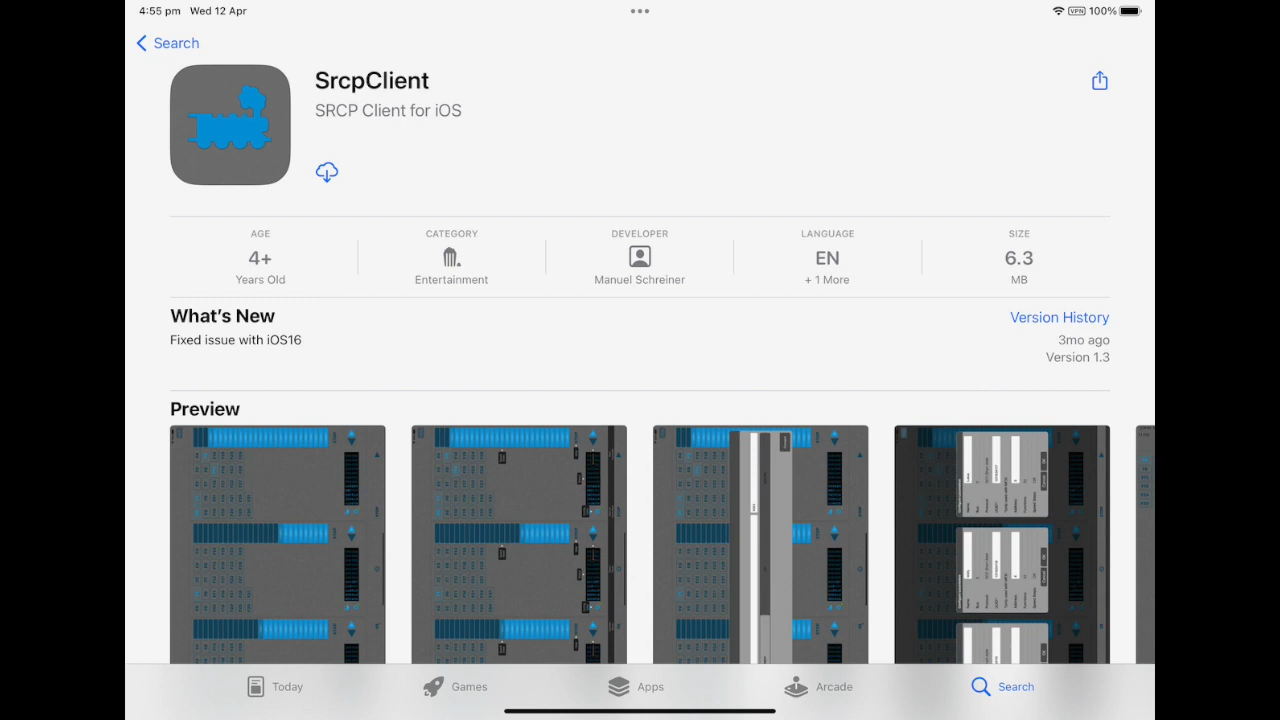 4:55 pm Wed 12 Apr
VPN 100%
Search
SrcpClient
SRCP Client for iOS
AGE
4+
Years Old
CATEGORY
Entertainment
DEVELOPER
Manuel Schreiner
LANGUAGE
EN
+ 1 More
SIZE
6.3
MB
What's New
Version History
Fixed issue with iOS16
3mo ago
Version 1.3
Preview
Today
Games
Apps
Arcade
Search